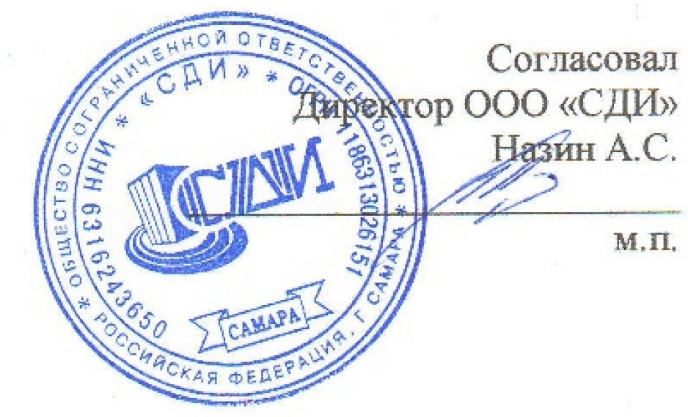 Согласовал
Директор ООО «СДИ»
Назин А.С.
м.п.
* ОБЩЕСТВО С ОГРАНИЧЕННОЙ ОТВЕТСТВЕННОСТЬЮ *
РОССИЙСКАЯ ФЕДЕРАЦИЯ, Г САМАРА
ИНН 6316243650 * «СДИ» * ОГРН 1186313026151
СДИ
САМАРА